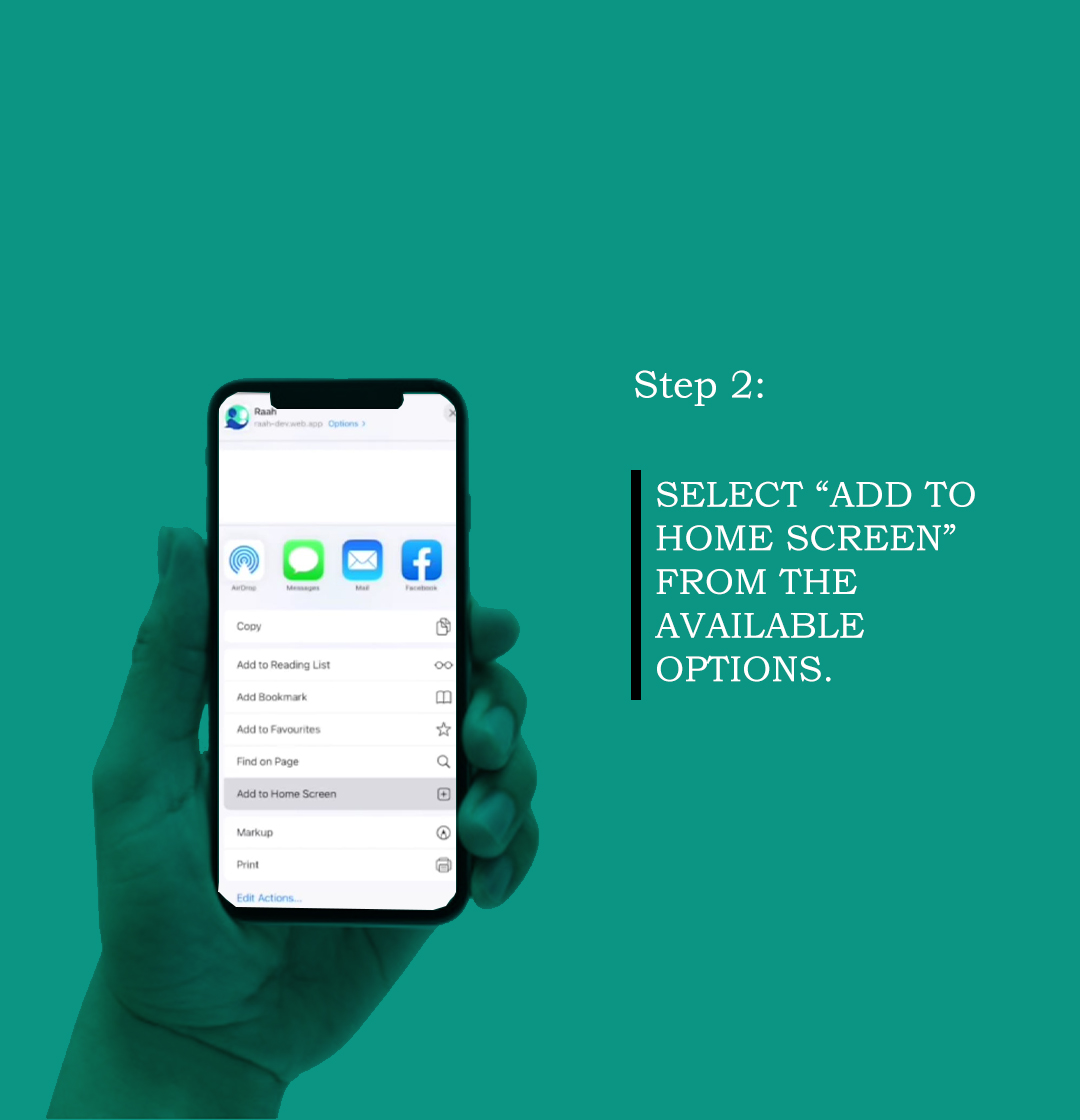 Step 2:
SELECT “ADD TO
HOME SCREEN”
FROM THE
AVAILABLE
OPTIONS.
Raah
raah-dev.web.app Options >
AirDrop Messages Mail Facebook
Copy
Add to Reading List
Add Bookmark
Add to Favourites
Find on Page
Add to Home Screen
Markup
Print
Edit Actions...